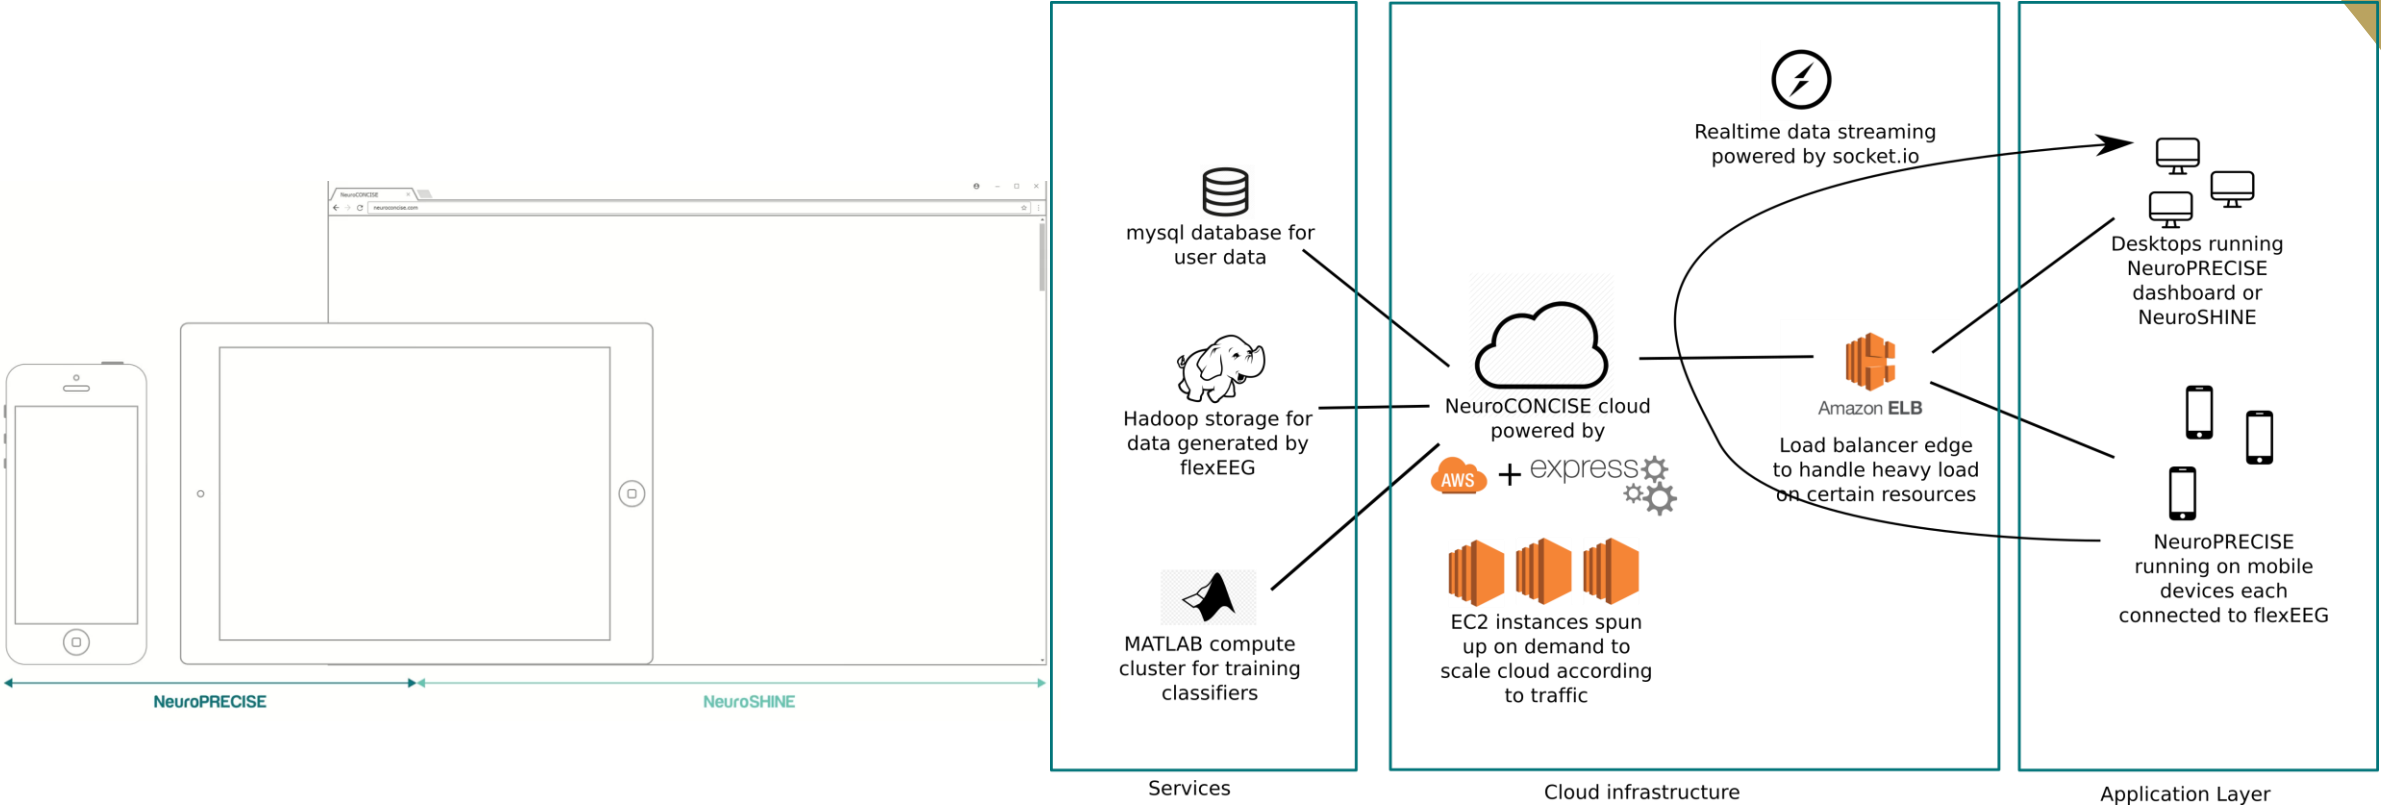 NeuroCONCISE
neuroconcise.com
NeuroPRECISE
NeuroSHINE
mysql database for
user data
Hadoop storage for
data generated by
flexEEG
MATLAB compute
cluster for training
classifiers
Services
Realtime data streaming
powered by socket.io
NeuroCONCISE cloud
powered by
AWS + express
EC2 instances spun
up on demand to
scale cloud according
to traffic
Amazon ELB
Load balancer edge
to handle heavy load
on certain resources
Cloud infrastructure
Desktops running
NeuroPRECISE
dashboard or
NeuroSHINE
NeuroPRECISE
running on mobile
devices each
connected to flexEEG
Application Layer